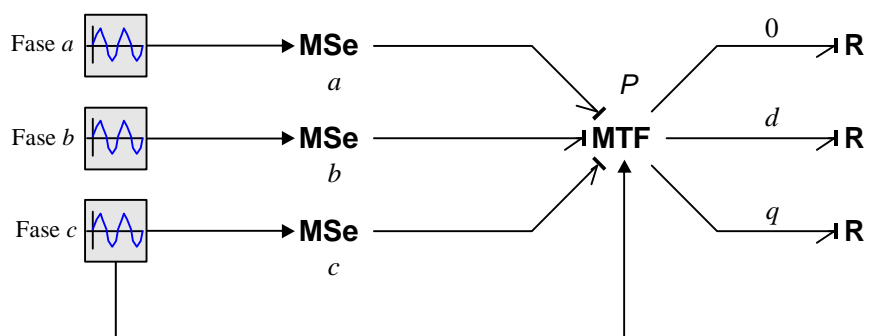 Fase a MSe 0 R
a
P
Fase b MSe MTF d R
b
Fase c MSe q R
c